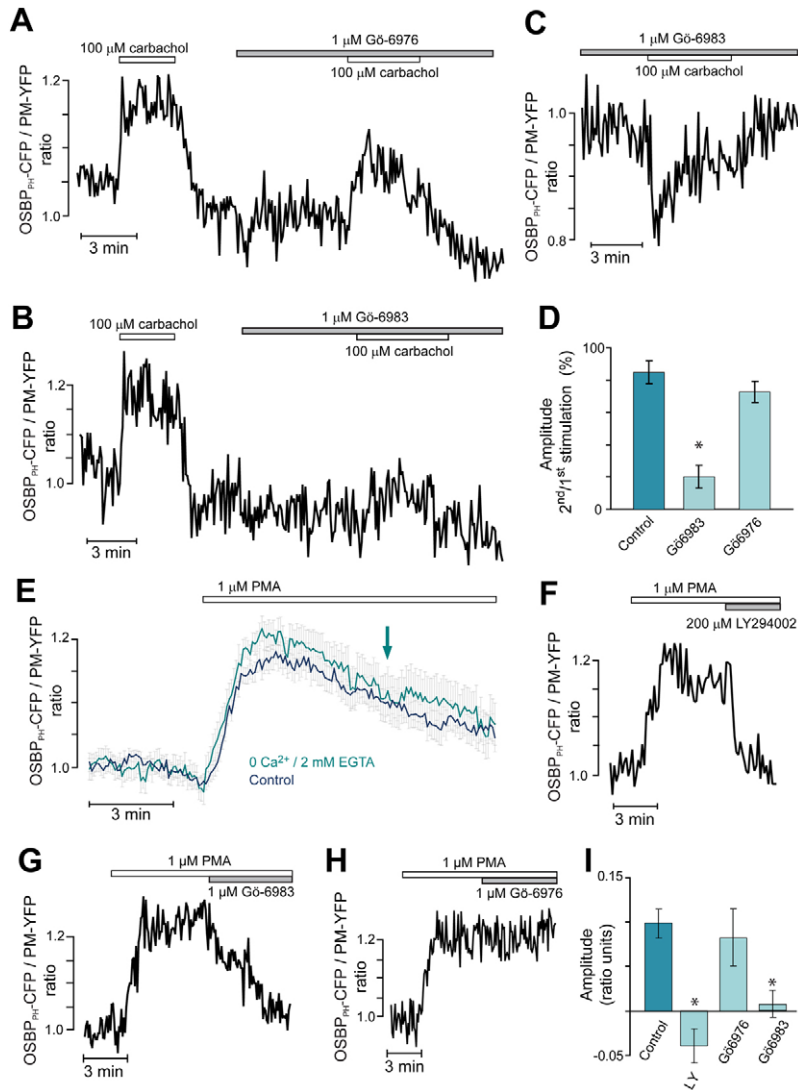 A
1 μM Gö-6976
100 μM carbachol
100 μM carbachol
OSBPPH-CFP / PM-YFP
ratio
1.2
1.0
3 min
C
1 μM Gö-6983
100 μM carbachol
OSBPPH-CFP / PM-YFP
ratio
1.0
0.8
3 min
B
1 μM Gö-6983
100 μM carbachol
100 μM carbachol
OSBPPH-CFP / PM-YFP
ratio
1.2
1.0
3 min
D
Amplitude
2nd/1st stimulation (%)
100
0
*
Control
Gö6983
Gö6976
E
1 μM PMA
OSBPPH-CFP / PM-YFP
ratio
1.2
1.0
0 Ca2+ / 2 mM EGTA
Control
3 min
F
1 μM PMA
200 μM LY294002
OSBPPH-CFP / PM-YFP
ratio
1.2
1.0
3 min
G
1 μM PMA
1 μM Gö-6983
OSBPPH-CFP / PM-YFP
ratio
1.2
1.0
3 min
H
1 μM PMA
1 μM Gö-6976
OSBPPH-CFP / PM-YFP
ratio
1.2
1.0
3 min
I
Amplitude
(ratio units)
0.15
-0.05
*
*
Control
LY
Gö6976
Gö6983